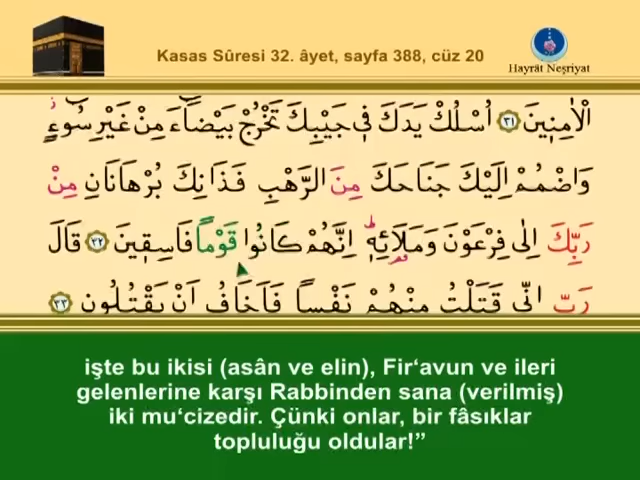 Kasas Sûresi 32. âyet, sayfa 388, cüz 20
Hayrât Neşriyat
الْاٰمِنٖينَ ﴿٣١﴾ اُسْلُكْ يَدَكَ فٖى جَيْبِكَ تَخْرُجْ بَيْضَٓاءَ مِنْ غَيْرِ سُٓوءٍ
وَاضْمُمْ اِلَيْكَ جَنَاحَكَ مِنَ الرَّهْبِ فَذَانِكَ بُرْهَانَانِ مِنْ
رَبِّكَ اِلٰى فِرْعَوْنَ وَمَلَا۬ئِهٖ اِنَّهُمْ كَانُوا قَوْماً فَاسِقٖينَ ﴿٣٢﴾ قَالَ
رَبِّ اِنّٖى قَتَلْتُ مِنْهُمْ نَفْساً فَاَخَافُ اَنْ يَقْتُلُونِ ﴿٣٣﴾
işte bu ikisi (asân ve elin), Fir‘avun ve ileri
gelenlerine karşı Rabbinden sana (verilmiş)
iki mu‘cizedir. Çünki onlar, bir fâsıklar
topluluğu oldular!”